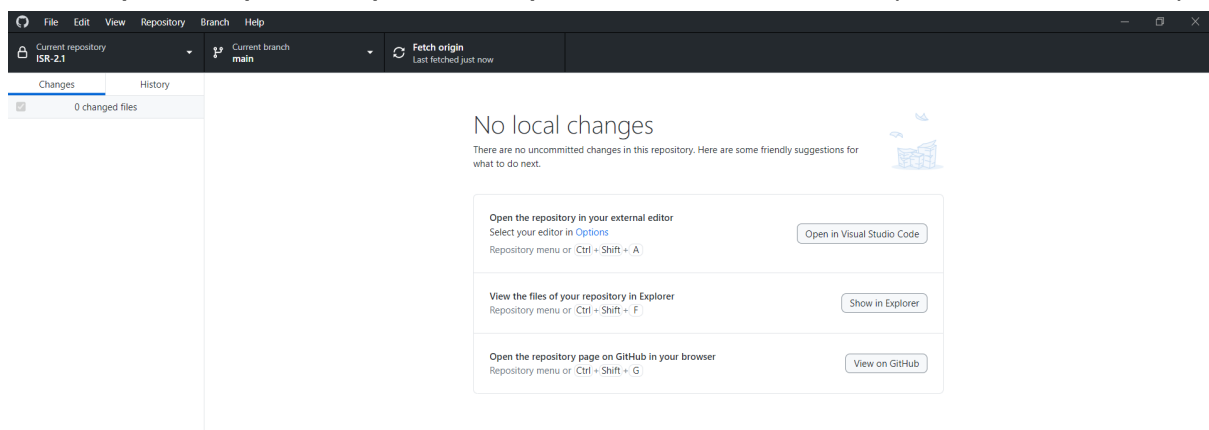 File Edit View Repository Branch Help
Current repository
ISR-2.1
Current branch
main
Fetch origin
Last fetched just now
Changes History
0 changed files
No local changes
There are no uncommitted changes in this repository. Here are some friendly suggestions for
what to do next.
Open the repository in your external editor
Select your editor in Options
Repository menu or Ctrl + Shift + A
Open in Visual Studio Code
View the files of your repository in Explorer
Repository menu or Ctrl + Shift + F
Show in Explorer
Open the repository page on GitHub in your browser
Repository menu or Ctrl + Shift + G
View on GitHub